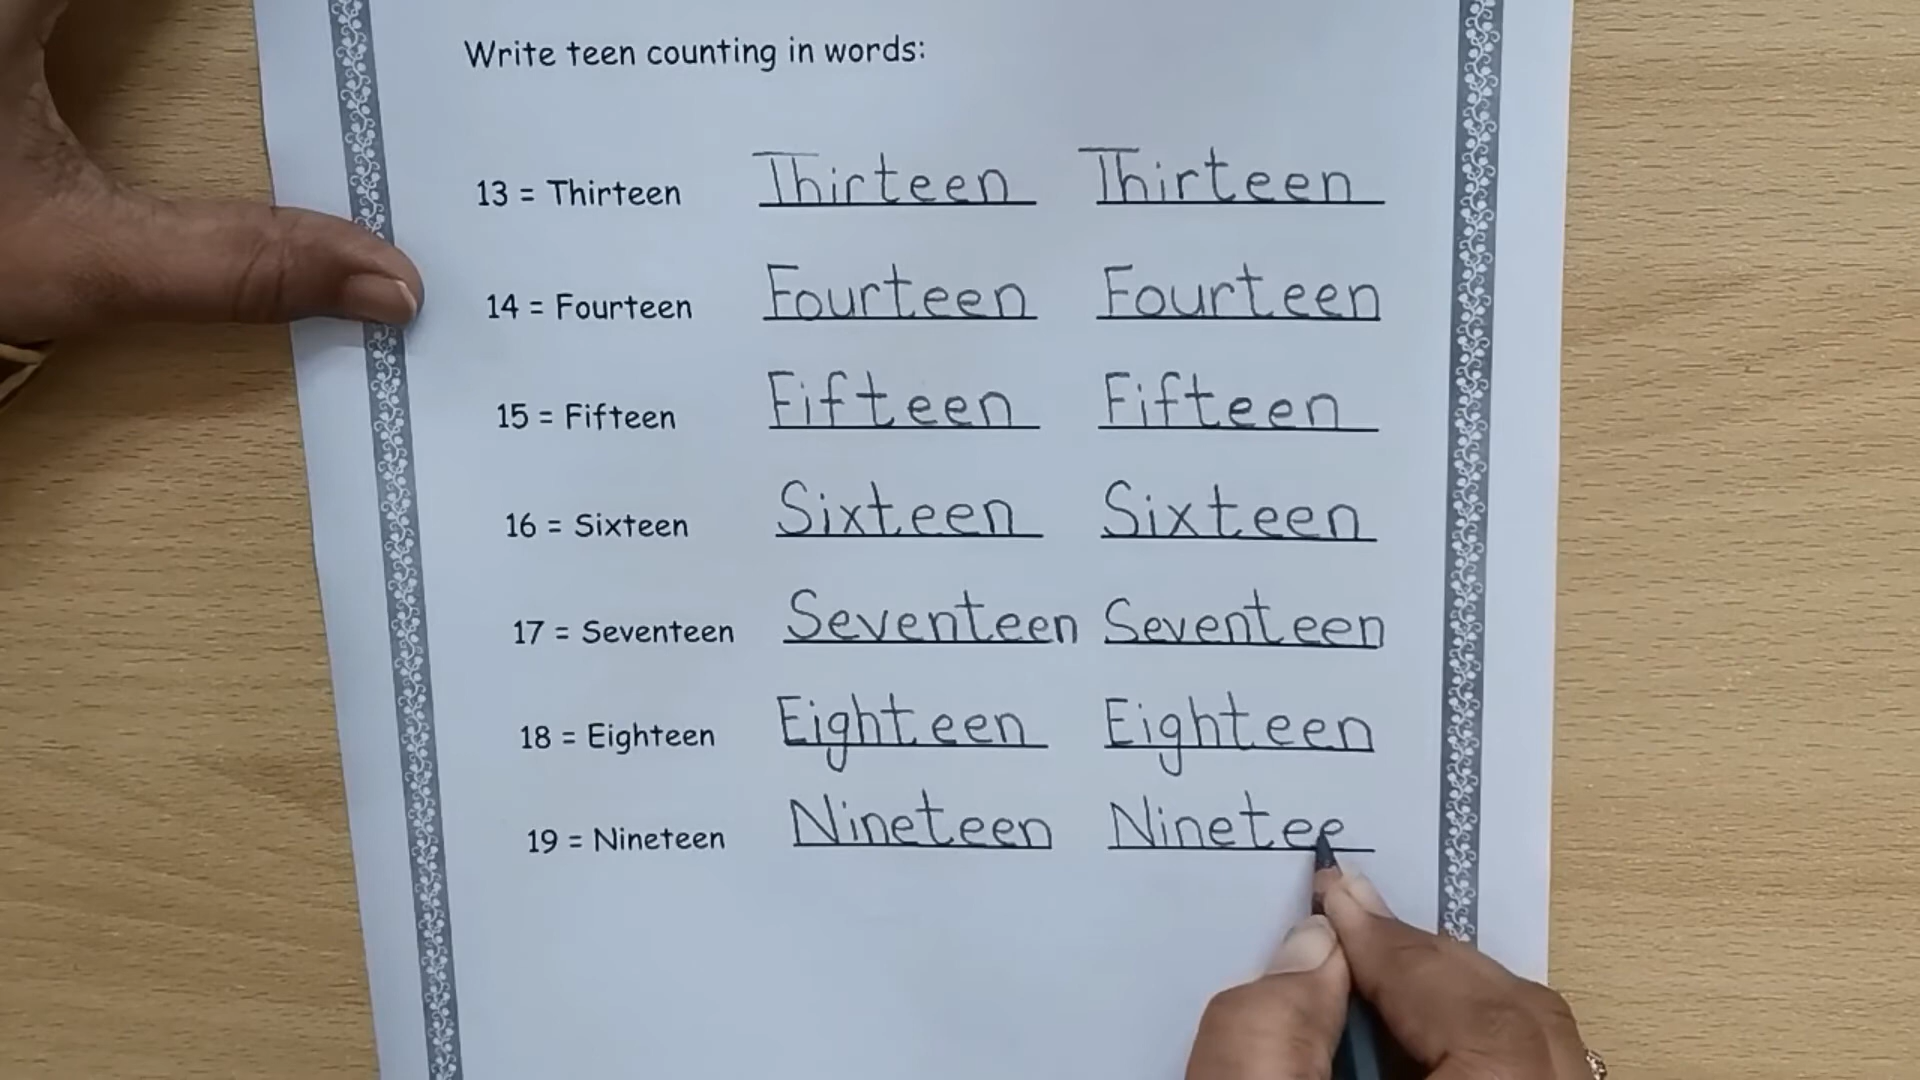 Write teen counting in words:
13 = Thirteen Thirteen Thirteen
14 = Fourteen Fourteen Fourteen
15 = Fifteen Fifteen Fifteen
16 = Sixteen Sixteen Sixteen
17 = Seventeen Seventeen Seventeen
18 = Eighteen Eighteen Eighteen
19 = Nineteen Nineteen Ninetee